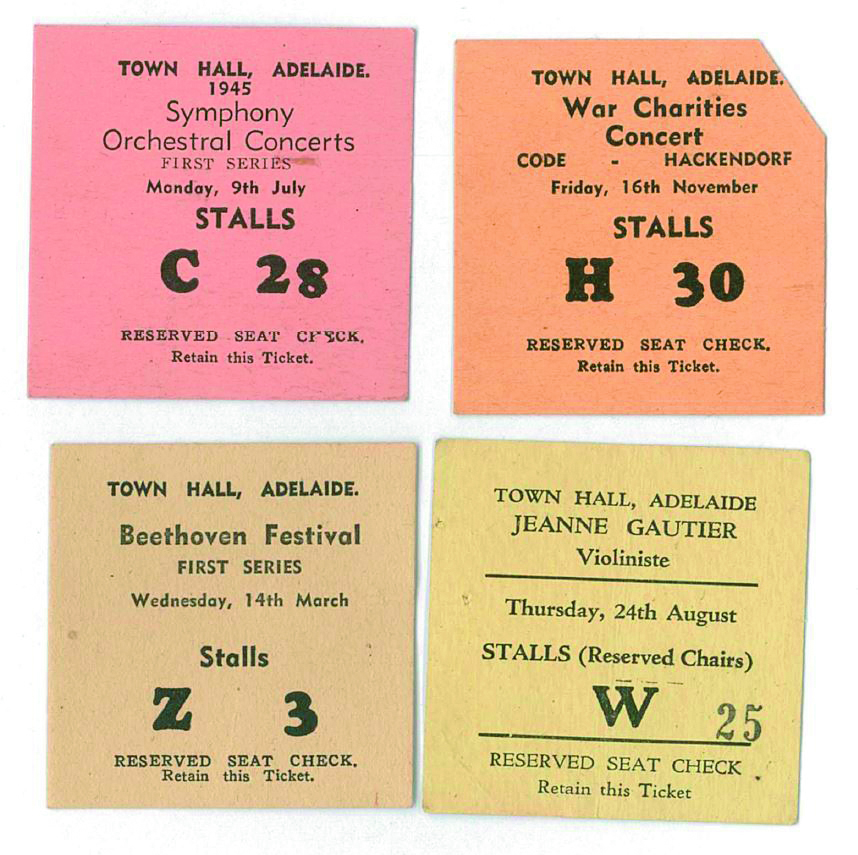 TOWN HALL, ADELAIDE.
1945
Symphony
Orchestral Concerts
FIRST SERIES
Monday, 9th July
STALLS
C 28
RESERVED SEAT CHECK.
Retain this Ticket.
TOWN HALL, ADELAIDE.
War Charities
Concert
CODE - HACKENDORF
Friday, 16th November
STALLS
H 30
RESERVED SEAT CHECK.
Retain this Ticket.
TOWN HALL, ADELAIDE.
Beethoven Festival
FIRST SERIES
Wednesday, 14th March
Stalls
Z 3
RESERVED SEAT CHECK.
Retain this Ticket.
TOWN HALL, ADELAIDE
JEANNE GAUTIER
Violiniste
Thursday, 24th August
STALLS (Reserved Chairs)
W 25
RESERVED SEAT CHECK
Retain this Ticket